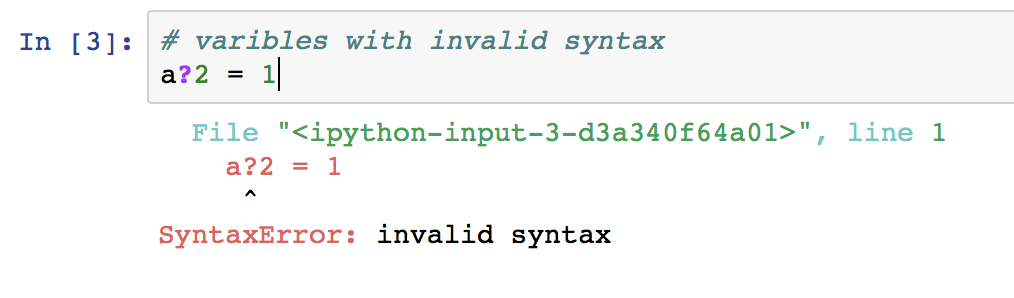 In [3]: # varibles with invalid syntax
a?2 = 1
File "<ipython-input-3-d3a340f64a01>", line 1
a?2 = 1
^
SyntaxError: invalid syntax